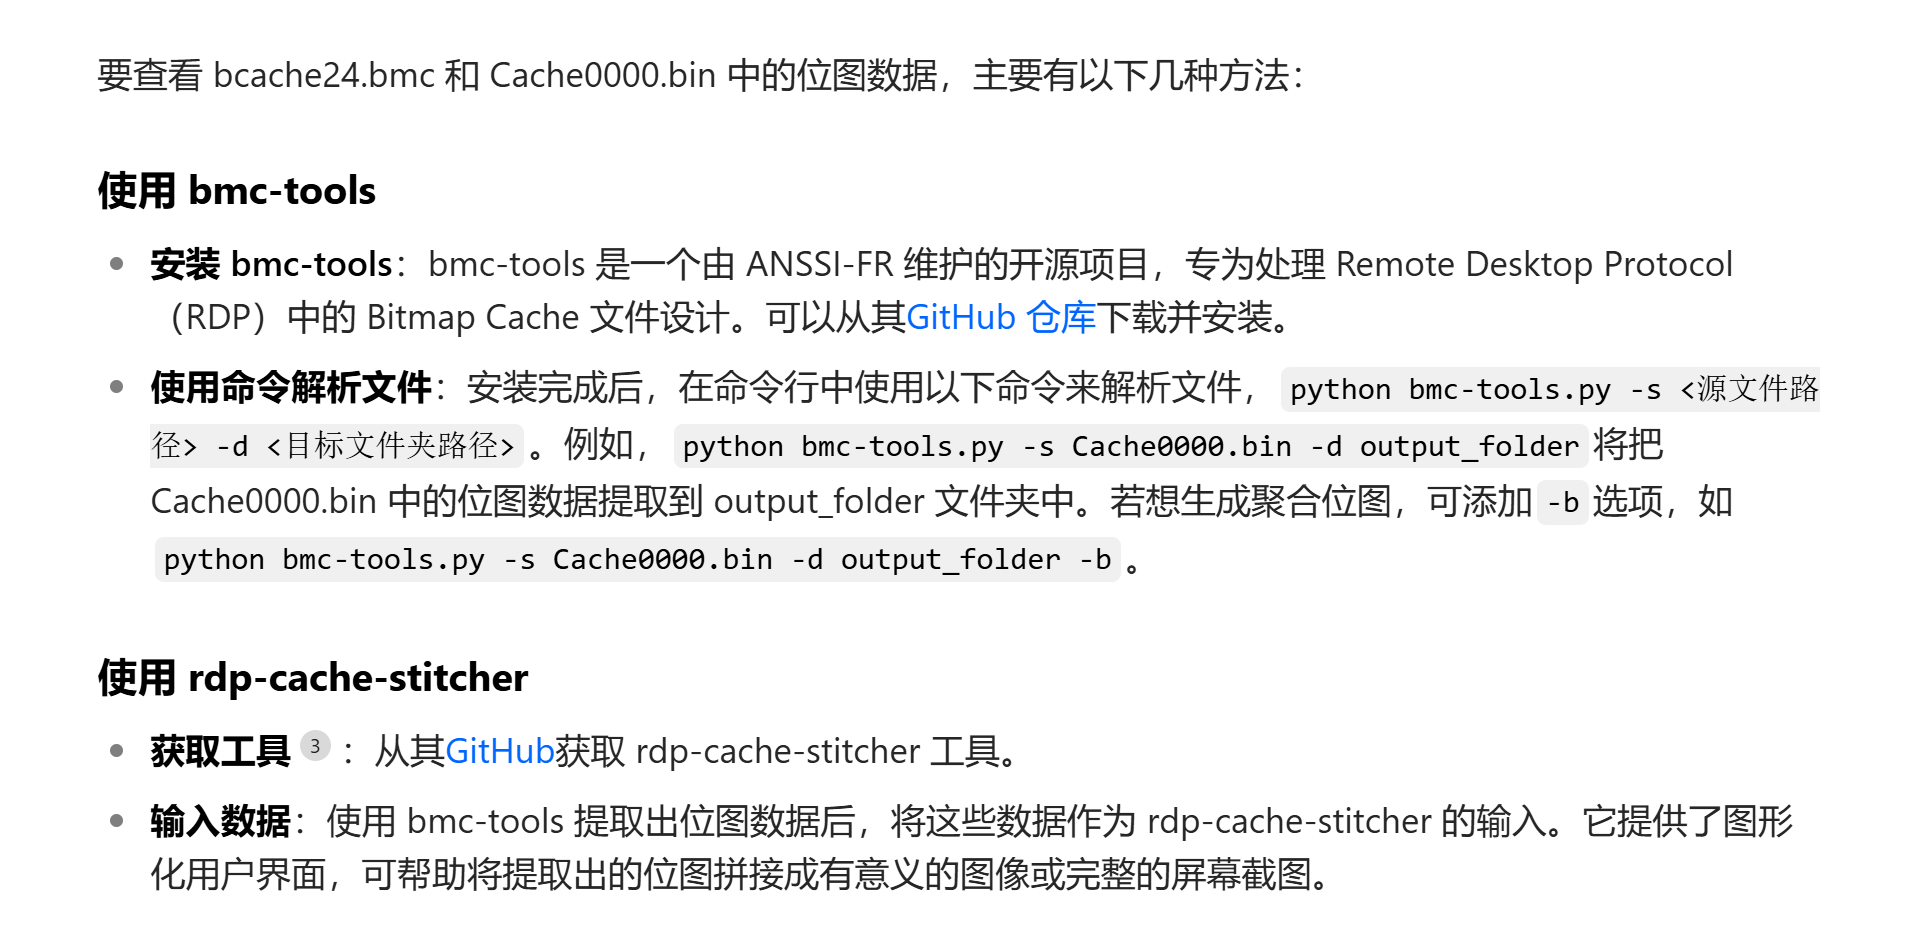 要查看 bcache24.bmc 和 Cache0000.bin 中的位图数据，主要有以下几种方法：
使用 bmc-tools
• 安装 bmc-tools：bmc-tools 是一个由 ANSSI-FR 维护的开源项目，专为处理 Remote Desktop Protocol
（RDP）中的 Bitmap Cache 文件设计。可以从其GitHub 仓库下载并安装。
• 使用命令解析文件：安装完成后，在命令行中使用以下命令来解析文件， python bmc-tools.py -s <源文件路
径> -d <目标文件夹路径> 。例如， python bmc-tools.py -s Cache0000.bin -d output_folder 将把
Cache0000.bin 中的位图数据提取到 output_folder 文件夹中。若想生成聚合位图，可添加 -b 选项，如
python bmc-tools.py -s Cache0000.bin -d output_folder -b 。
使用 rdp-cache-stitcher
• 获取工具 3 ：从其GitHub获取 rdp-cache-stitcher 工具。
• 输入数据：使用 bmc-tools 提取出位图数据后，将这些数据作为 rdp-cache-stitcher 的输入。它提供了图形
化用户界面，可帮助将提取出的位图拼接成有意义的图像或完整的屏幕截图。